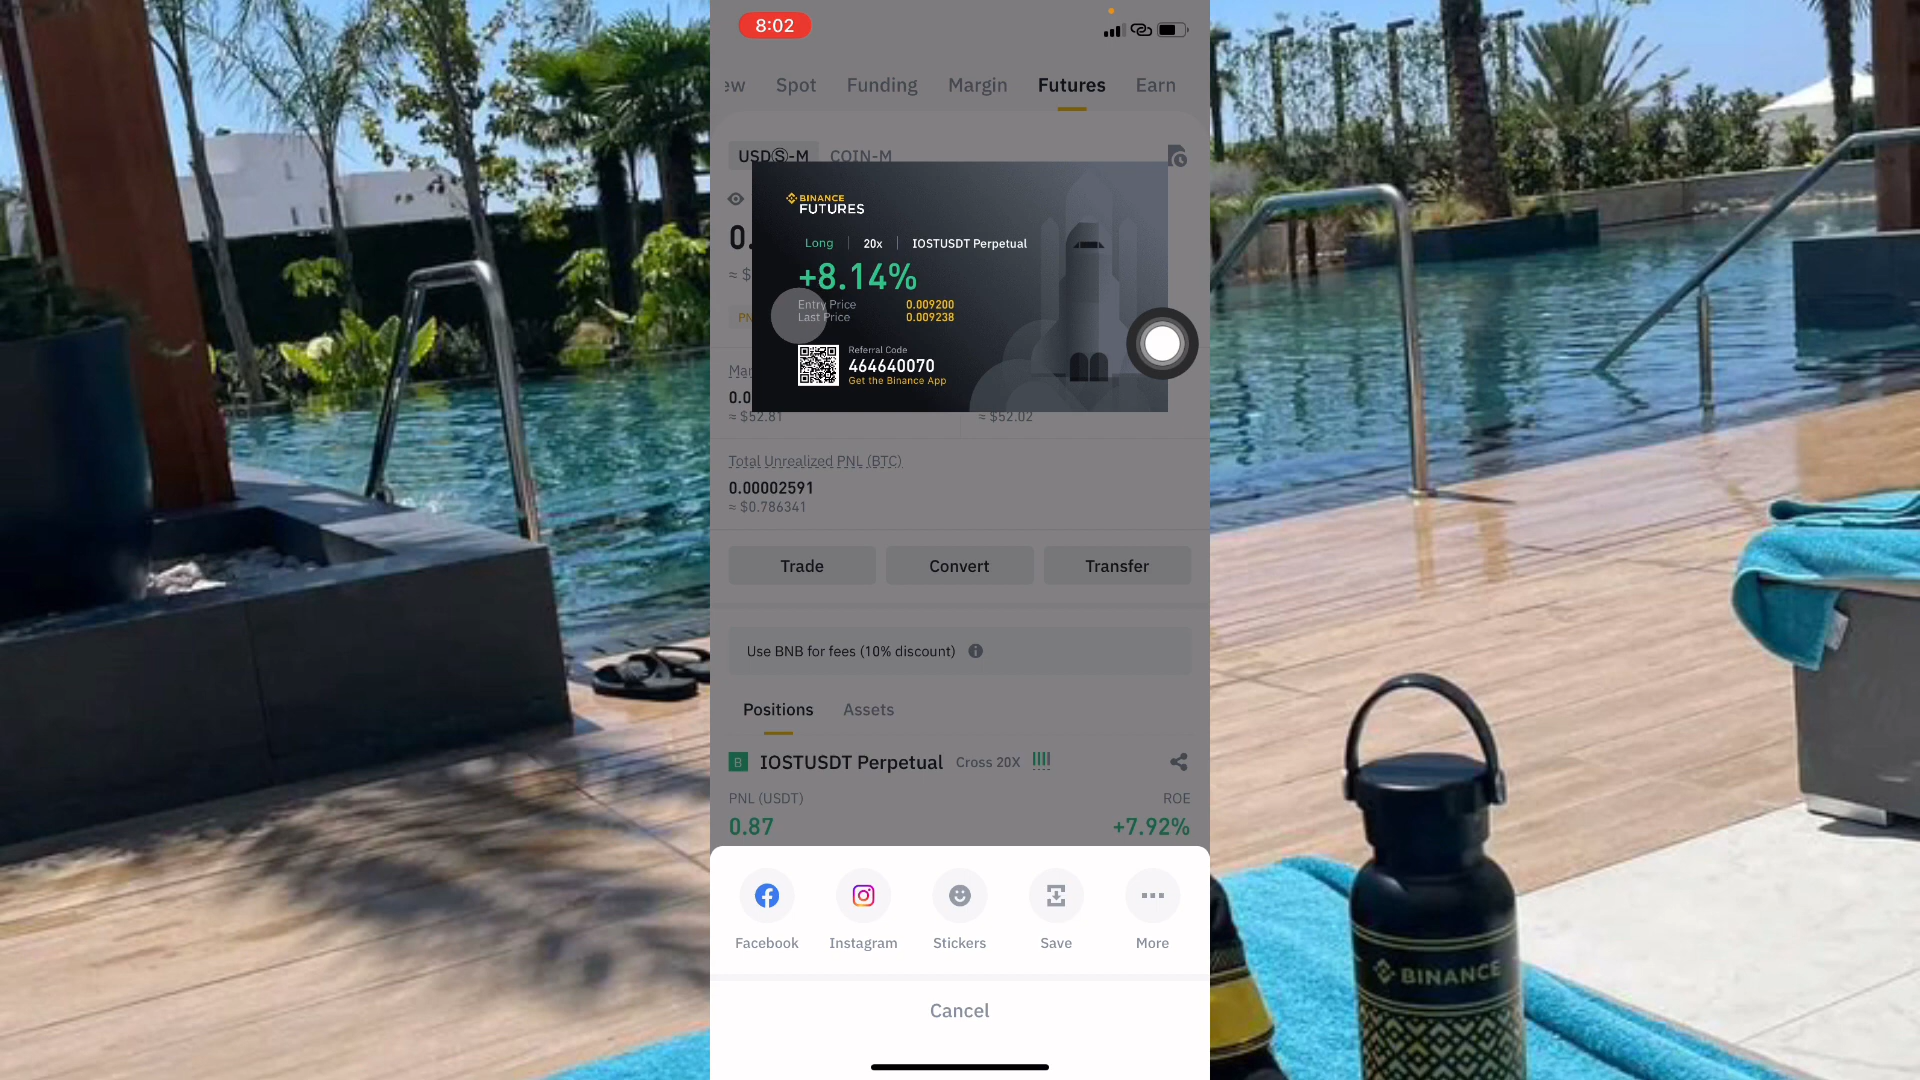 8:02
ew Spot Funding Margin Futures Earn
USDⓈ-M COIN-M
BINANCE
FUTURES
Long 20x IOSTUSDT Perpetual
0.
+8.14%
≈ $
Entry Price 0.009200
Last Price 0.009238
PN
Referral Code
464640070
Get the Binance App
Mar
0.0
≈ $52.81 ≈ $52.02
Total Unrealized PNL (BTC)
0.00002591
≈ $0.786341
Trade Convert Transfer
Use BNB for fees (10% discount)
Positions Assets
B IOSTUSDT Perpetual Cross 20X
PNL (USDT) ROE
0.87 +7.92%
Facebook Instagram Stickers Save More
Cancel
BINANCE